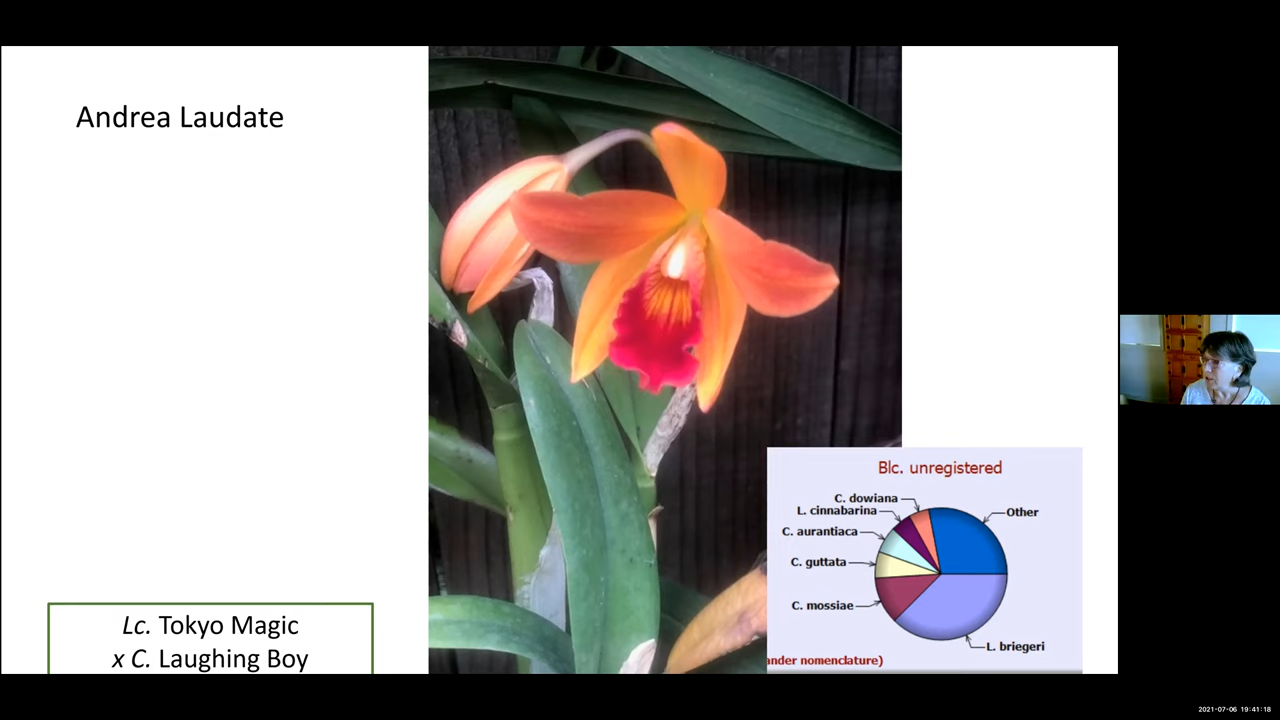 Andrea Laudate
Lc. Tokyo Magic
x C. Laughing Boy
Blc. unregistered
C. dowiana
L. cinnabarina
C. aurantiaca
C. guttata
C. mossiae
Other
L. briegeri
ander nomenclature)
2021-07-06 19:41:18